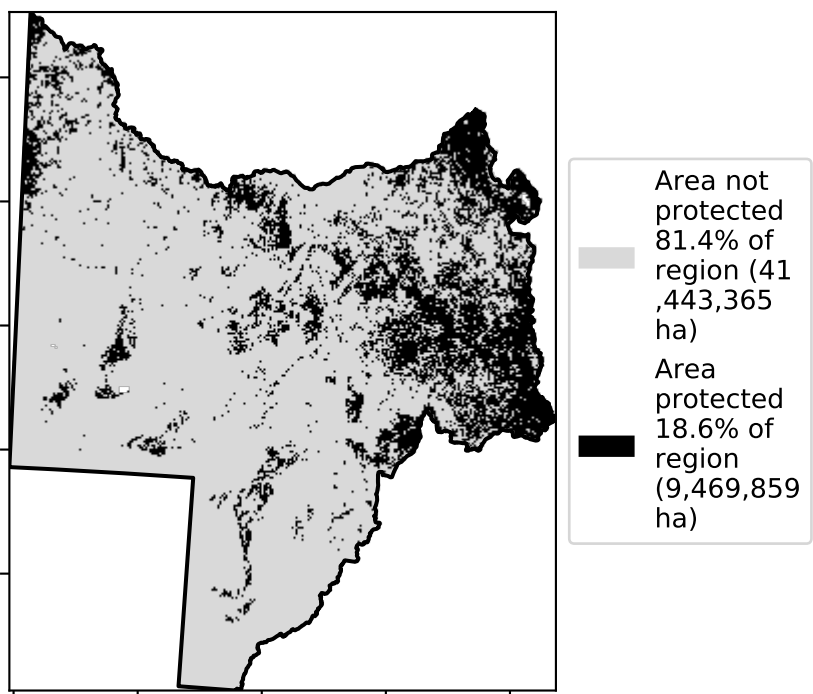 Area not
protected
81.4% of
region (41
,443,365
ha)
Area
protected
18.6% of
region
(9,469,859
ha)